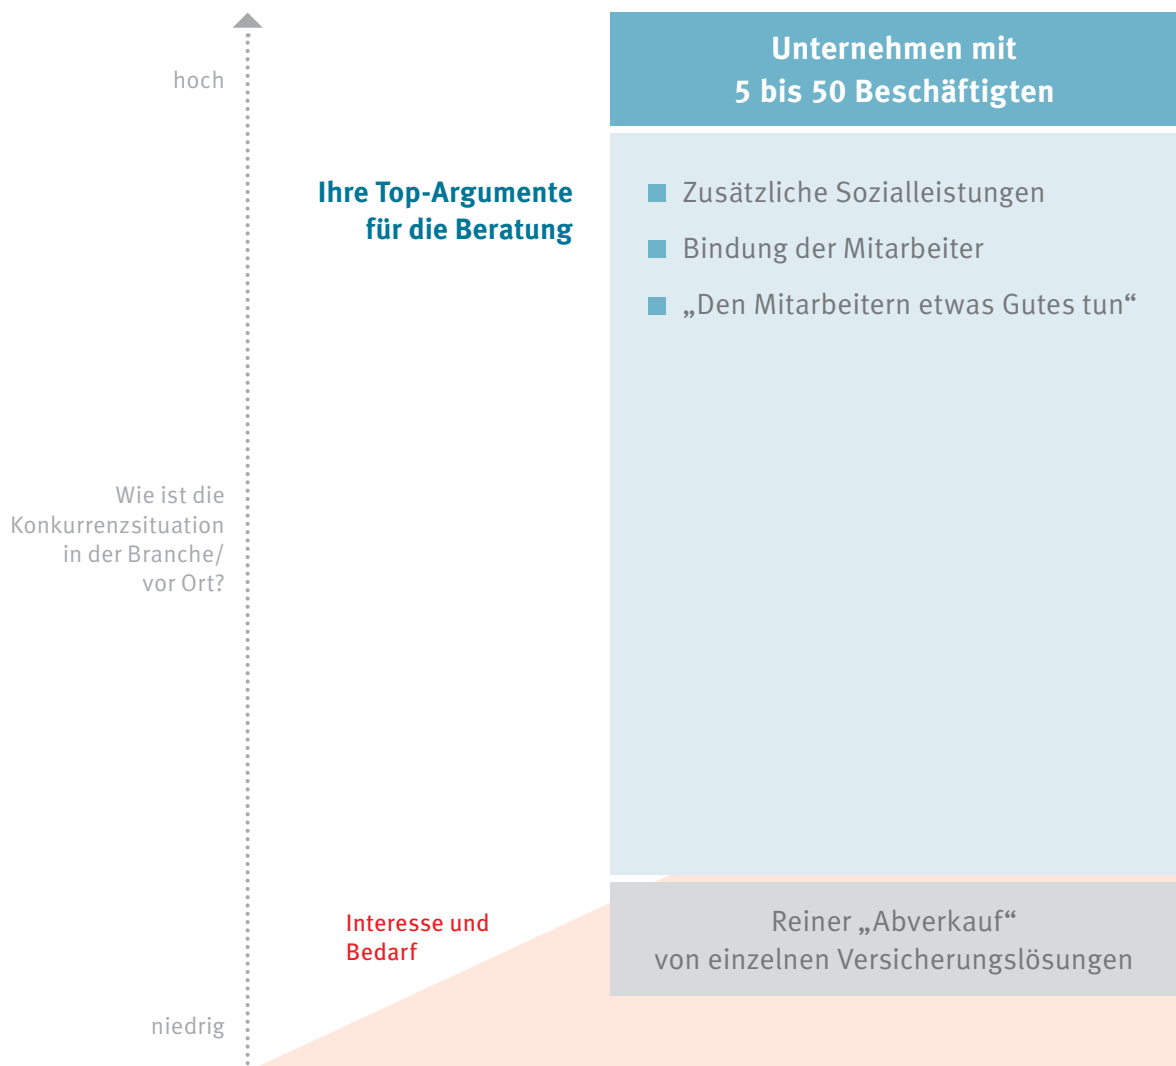 hoch
Unternehmen mit
5 bis 50 Beschäftigten
Ihre Top-Argumente
für die Beratung
Zusätzliche Sozialleistungen
Bindung der Mitarbeiter
„Den Mitarbeitern etwas Gutes tun“
Wie ist die
Konkurrenzsituation
in der Branche/
vor Ort?
Interesse und
Bedarf
Reiner „Abverkauf“
von einzelnen Versicherungslösungen
niedrig